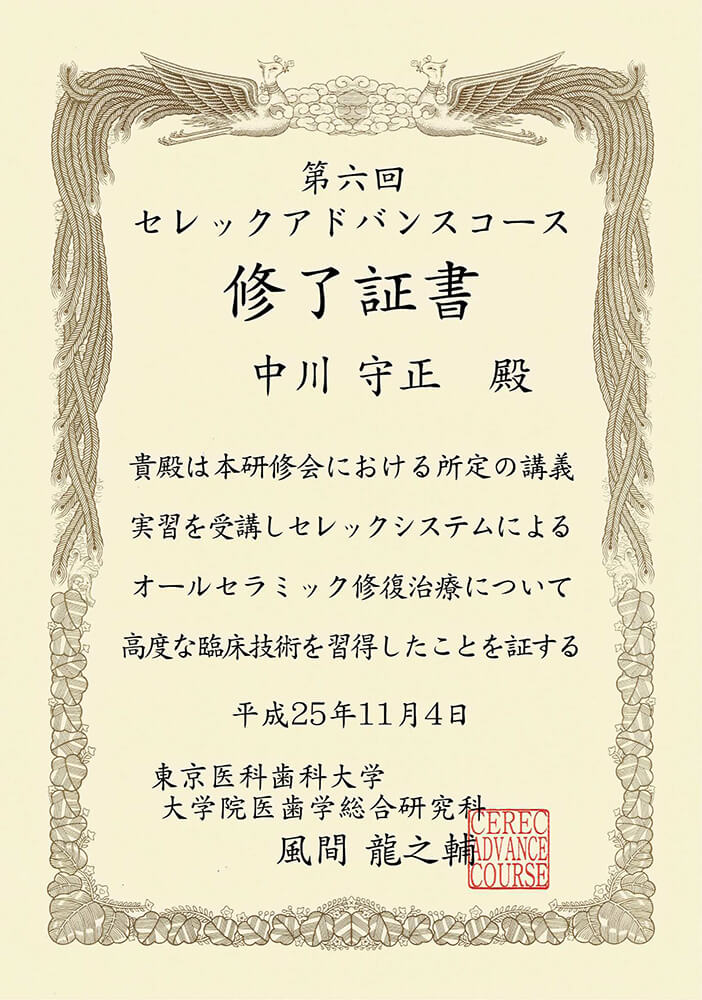 第六回
セレックアドバンスコース
修了証書
中川 守正 殿
貴殿は本研修会における所定の講義
実習を受講しセレックシステムによる
オールセラミック修復治療について
高度な臨床技術を習得したことを証する
平成25年11月4日
東京医科歯科大学
大学院医歯学総合研究科
風間 龍之輔
CEREC
ADVANCE
COURSE